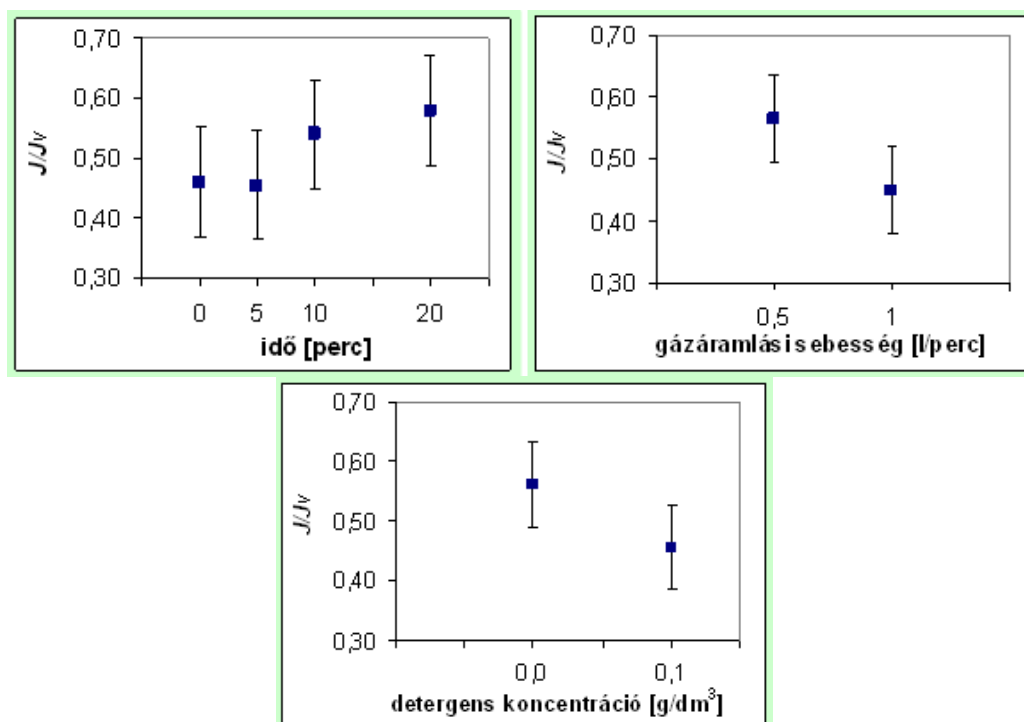 0,70
0,60
0,50
0,40
0,30
J/Jv
0 5 10 20
idő [perc]
0,70
0,60
0,50
0,40
0,30
J/Jv
0,5 1
gázáramlási sebesség [l/perc]
0,70
0,60
0,50
0,40
0,30
J/Jv
0,0 0,1
detergens koncentráció [g/dm³]